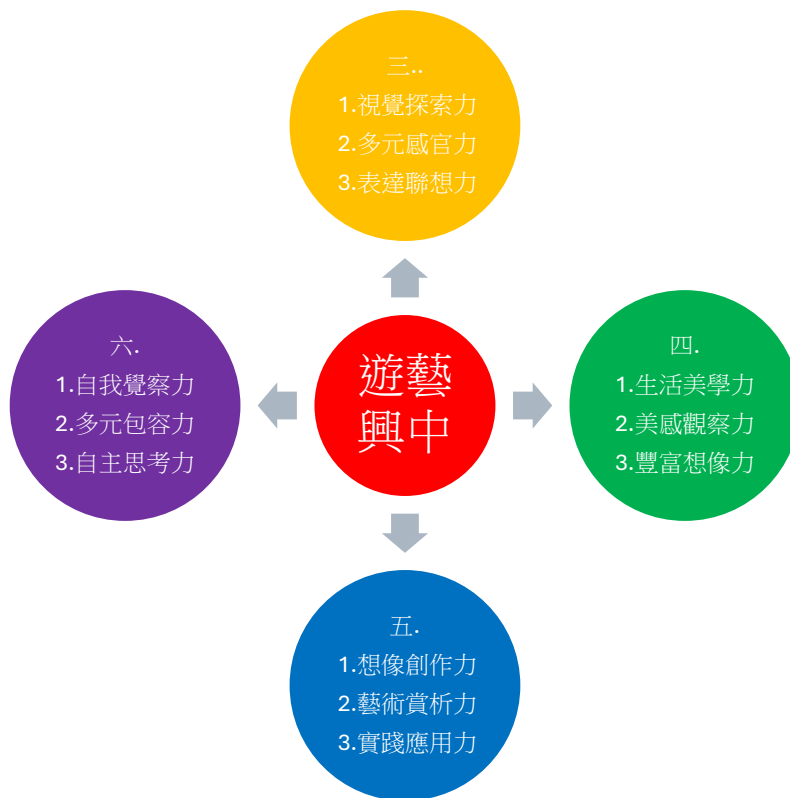 三..
1.視覺探索力
2.多元感官力
3.表達聯想力
六.
1.自我覺察力
2.多元包容力
3.自主思考力
遊藝
興中
四.
1.生活美學力
2.美感觀察力
3.豐富想像力
五.
1.想像創作力
2.藝術賞析力
3.實踐應用力